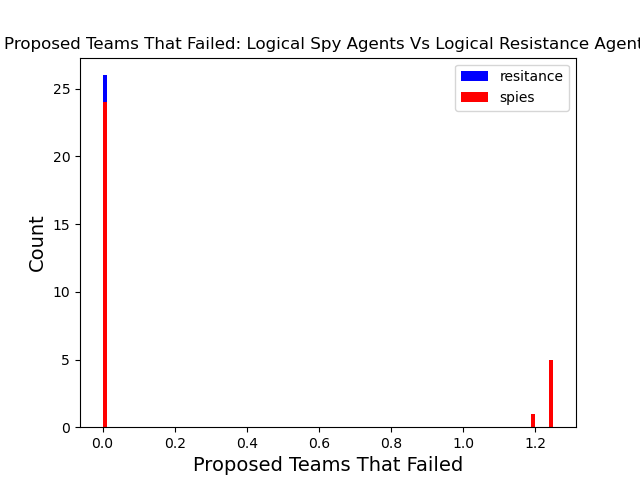 Proposed Teams That Failed: Logical Spy Agents Vs Logical Resistance Agent
resitance
spies
25
20
15
10
5
0
Count
0.0 0.2 0.4 0.6 0.8 1.0 1.2
Proposed Teams That Failed